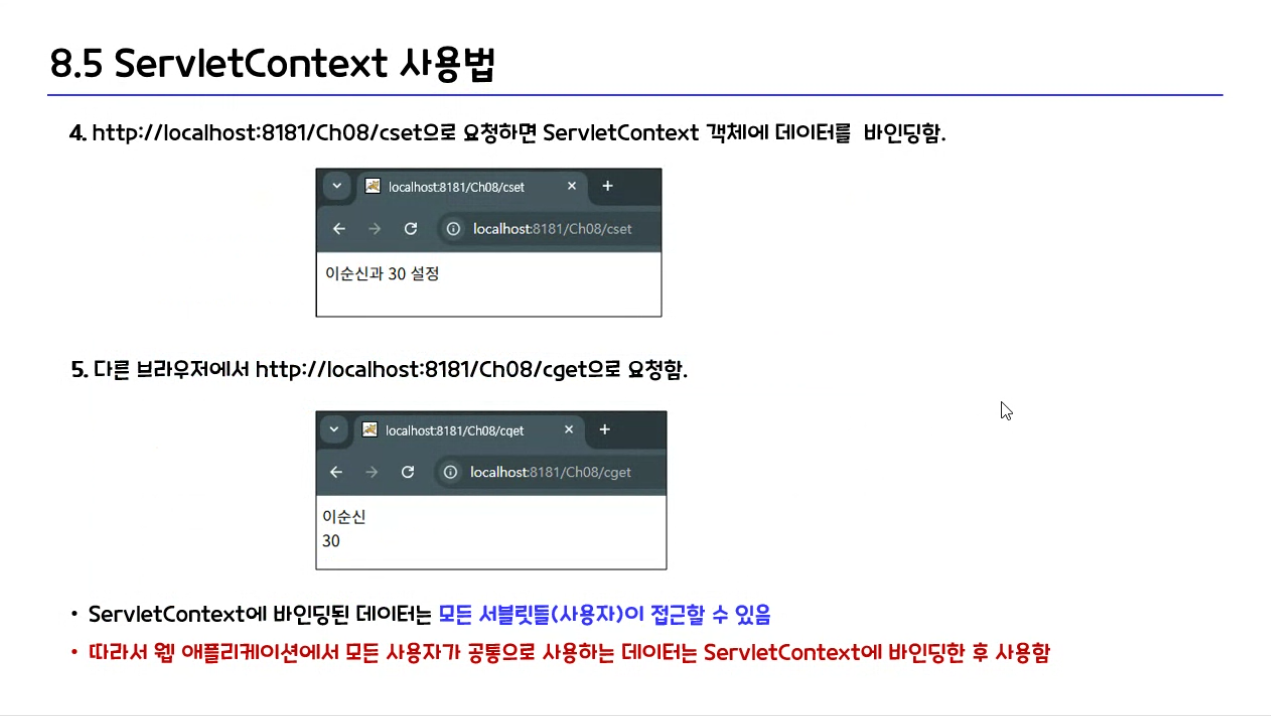 8.5 ServletContext 사용법
4. http://localhost:8181/Ch08/cset으로 요청하면 ServletContext 객체에 데이터를 바인딩함.
localhost:8181/Ch08/cset
localhost:8181/Ch08/cset
이순신과 30 설정
5. 다른 브라우저에서 http://localhost:8181/Ch08/cget으로 요청함.
localhost:8181/Ch08/cget
localhost:8181/Ch08/cget
이순신
30
• ServletContext에 바인딩된 데이터는 모든 서블릿들(사용자)이 접근할 수 있음
• 따라서 웹 애플리케이션에서 모든 사용자가 공통으로 사용하는 데이터는 ServletContext에 바인딩한 후 사용함